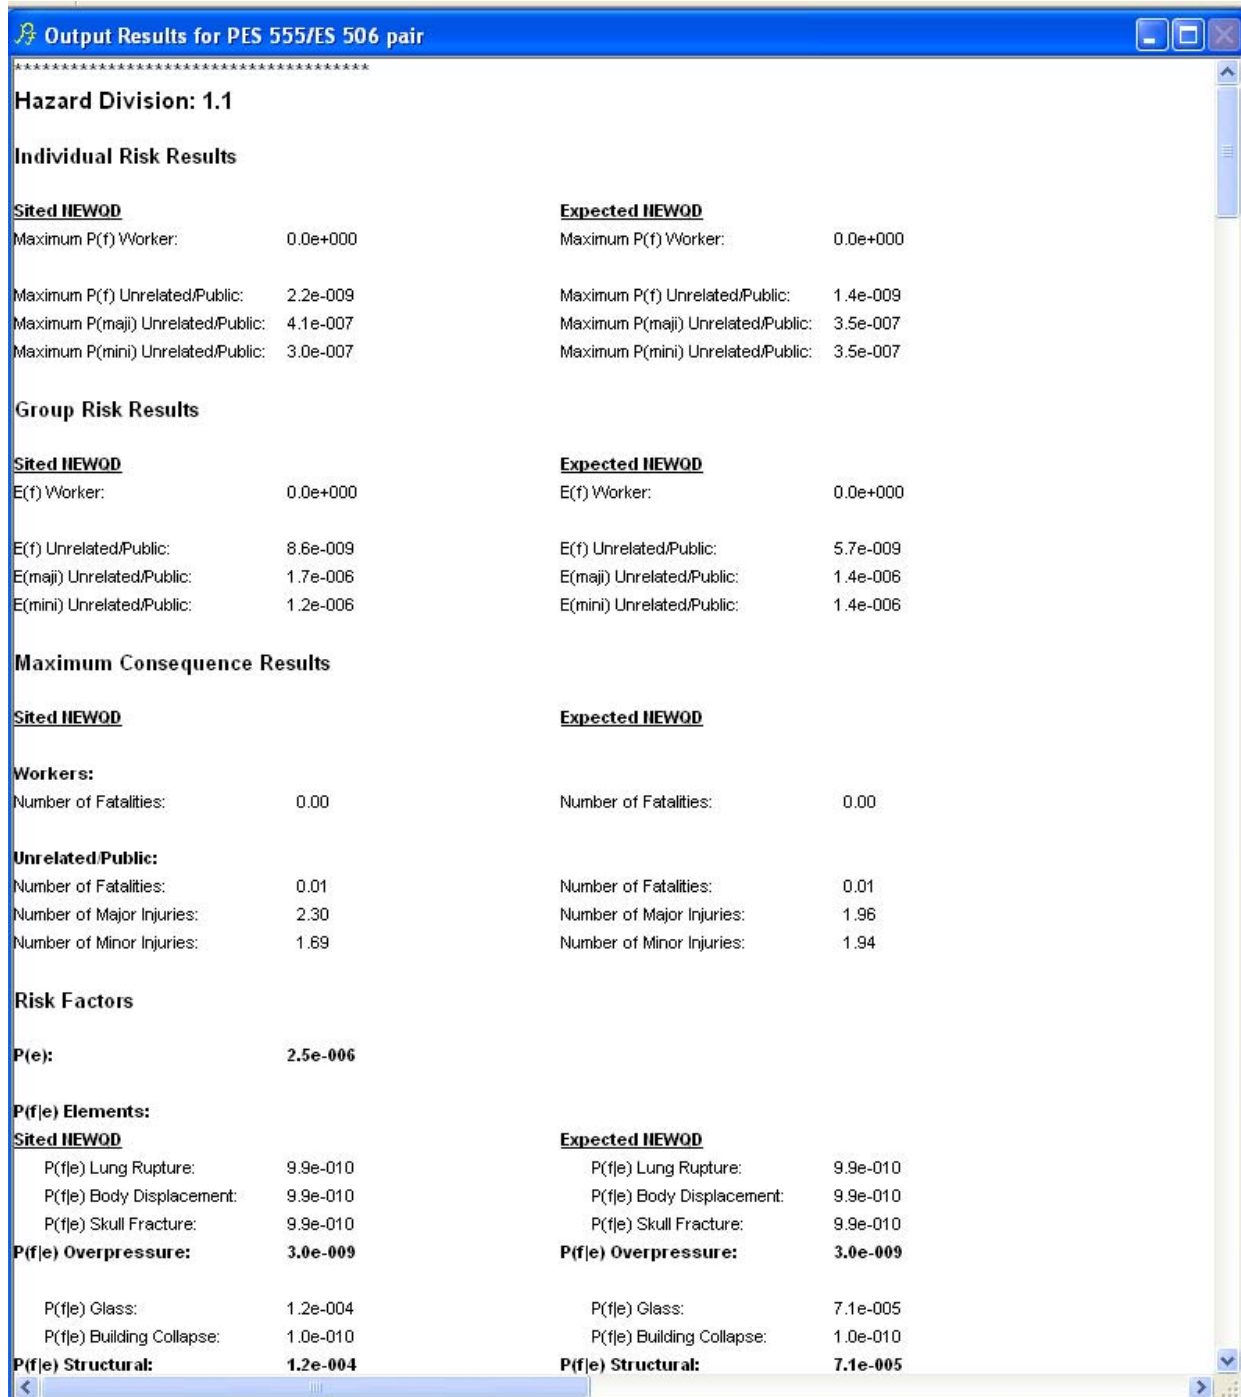 Output Results for PES 555/ES 506 pair
**************************************
Hazard Division: 1.1
Individual Risk Results
Sited NEWQD Expected NEWQD
Maximum P(f) Worker: 0.0e+000 Maximum P(f) Worker: 0.0e+000
Maximum P(f) Unrelated/Public: 2.2e-009 Maximum P(f) Unrelated/Public: 1.4e-009
Maximum P(maji) Unrelated/Public: 4.1e-007 Maximum P(maji) Unrelated/Public: 3.5e-007
Maximum P(mini) Unrelated/Public: 3.0e-007 Maximum P(mini) Unrelated/Public: 3.5e-007
Group Risk Results
Sited NEWQD Expected NEWQD
E(f) Worker: 0.0e+000 E(f) Worker: 0.0e+000
E(f) Unrelated/Public: 8.6e-009 E(f) Unrelated/Public: 5.7e-009
E(maji) Unrelated/Public: 1.7e-006 E(maji) Unrelated/Public: 1.4e-006
E(mini) Unrelated/Public: 1.2e-006 E(mini) Unrelated/Public: 1.4e-006
Maximum Consequence Results
Sited NEWQD Expected NEWQD
Workers:
Number of Fatalities: 0.00 Number of Fatalities: 0.00
Unrelated/Public:
Number of Fatalities: 0.01 Number of Fatalities: 0.01
Number of Major Injuries: 2.30 Number of Major Injuries: 1.96
Number of Minor Injuries: 1.69 Number of Minor Injuries: 1.94
Risk Factors
P(e): 2.5e-006
P(f|e) Elements:
Sited NEWQD Expected NEWQD
P(f|e) Lung Rupture: 9.9e-010 P(f|e) Lung Rupture: 9.9e-010
P(f|e) Body Displacement: 9.9e-010 P(f|e) Body Displacement: 9.9e-010
P(f|e) Skull Fracture: 9.9e-010 P(f|e) Skull Fracture: 9.9e-010
P(f|e) Overpressure: 3.0e-009 P(f|e) Overpressure: 3.0e-009
P(f|e) Glass: 1.2e-004 P(f|e) Glass: 7.1e-005
P(f|e) Building Collapse: 1.0e-010 P(f|e) Building Collapse: 1.0e-010
P(f|e) Structural: 1.2e-004 P(f|e) Structural: 7.1e-005